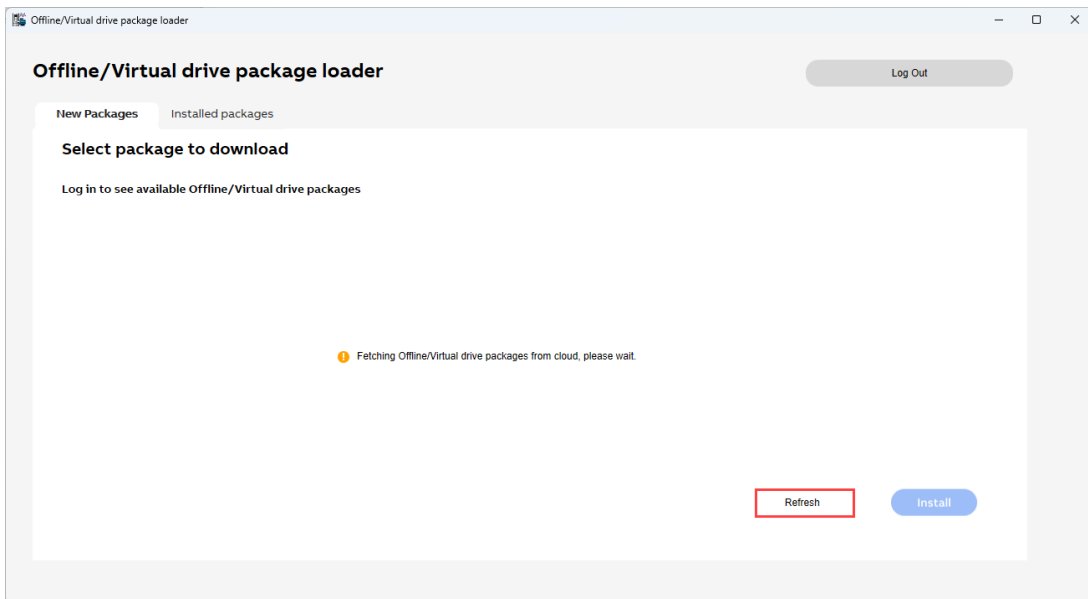 Offline/Virtual drive package loader
Offline/Virtual drive package loader
Log Out
New Packages
Installed packages
Select package to download
Log in to see available Offline/Virtual drive packages
Fetching Offline/Virtual drive packages from cloud, please wait.
Refresh
Install